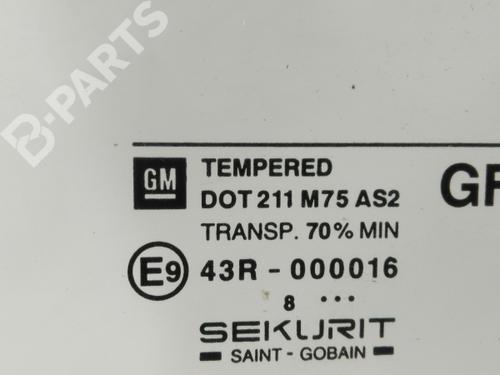 B-PARTS
GM TEMPERED
DOT 211 M75 AS2
GF
TRANSP. 70% MIN
E9 43R - 000016
8 ...
SEKURIT
SAINT - GOBAIN